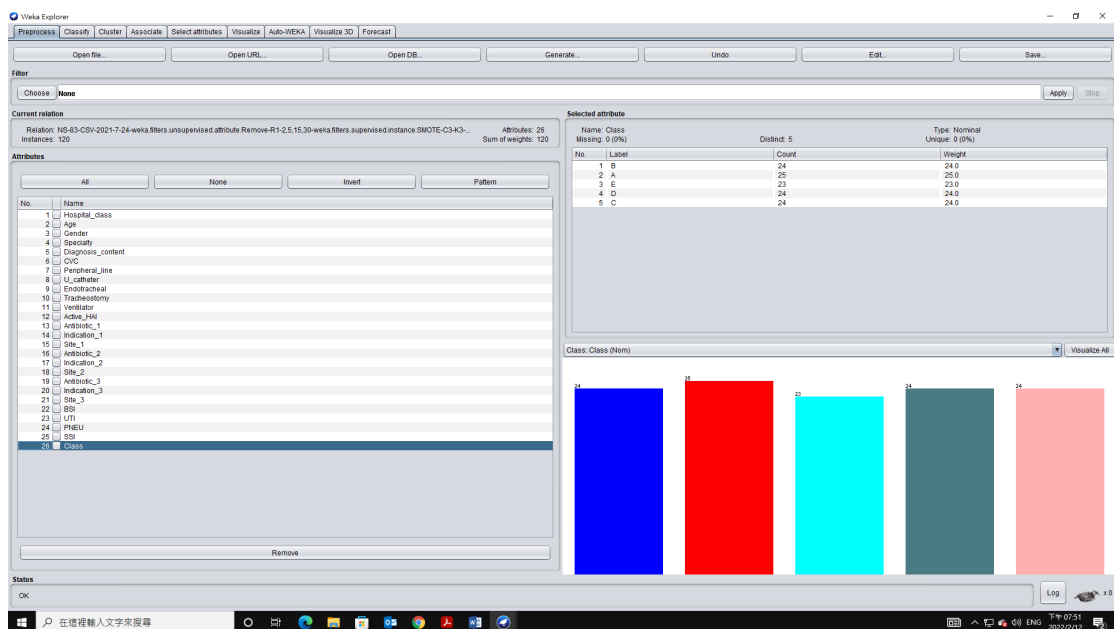 Weka Explorer
Preprocess Classify Cluster Associate Select attributes Visualize Auto-WEKA Visualize 3D Forecast
Open file... Open URL... Open DB... Generate... Undo Edit... Save...
Filter
Choose None Apply Stop
Current relation
Relation: NS-83-CSV-2021-7-24-weka.filters.unsupervised.attribute.Remove-R1-2,5,15,30-weka.filters.supervised.instance.SMOTE-C3-K3-... Attributes: 26
Instances: 120 Sum of weights: 120
Attributes
All None Invert Pattern
No. Name
1 Hospital_class
2 Age
3 Gender
4 Specialty
5 Diagnosis_content
6 CVC
7 Peripheral_line
8 U_catheter
9 Endotracheal
10 Tracheostomy
11 Ventilator
12 Active_HAI
13 Antibiotic_1
14 Indication_1
15 Site_1
16 Antibiotic_2
17 Indication_2
18 Site_2
19 Antibiotic_3
20 Indication_3
21 Site_3
22 BSI
23 UTI
24 PNEU
25 SSI
26 Class
Remove
Selected attribute
Name: Class Type: Nominal
Missing: 0 (0%) Distinct: 5 Unique: 0 (0%)
No. Label Count Weight
1 B 24 24.0
2 A 25 25.0
3 E 23 23.0
4 D 24 24.0
5 C 24 24.0
Class: Class (Nom) Visualize All
24 25 23 24 24
Status
OK Log x 0
在這裡輸入文字來搜尋 ENG 下午 07:51
2022/2/12